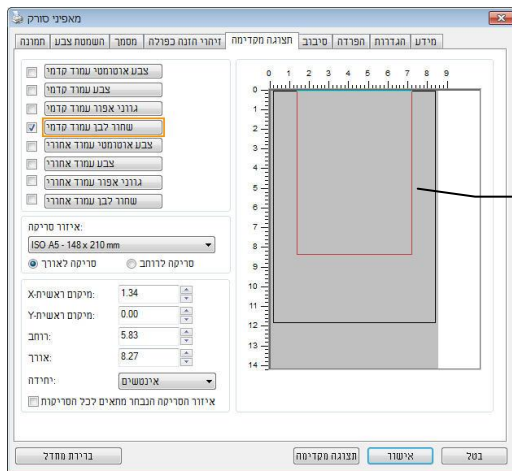 מאפיני סורק
תמונה השמטת צבע מסמך זיהוי הזנה כפולה תצוגה מקדימה סיבוב הפרדה הגדרות מידע
צבע אוטומטי עמוד קדמי
צבע עמוד קדמי
גרוני אפור עמוד קדמי
שחור לבן עמוד קדמי
צבע אוטומטי עמוד אחורי
צבע עמוד אחורי
גרוני אפור עמוד אחורי
שחור לבן עמוד אחורי
איזור סריקה:
ISO A5 - 148 x 210 mm
סריקה לאורך סריקה לרוחב
מיקום ראשית-X: 1.34
מיקום ראשית-Y: 0.00
רוחב: 5.83
אורך: 8.27
יחידה: אינטשים
איזור הסריקה הנבחר מתאים לכל הסריקות
0 1 2 3 4 5 6 7 8 9
0
1
2
3
4
5
6
7
8
9
10
11
12
13
14
ברירת מחדל תצוגה מקדימה אישור בטל